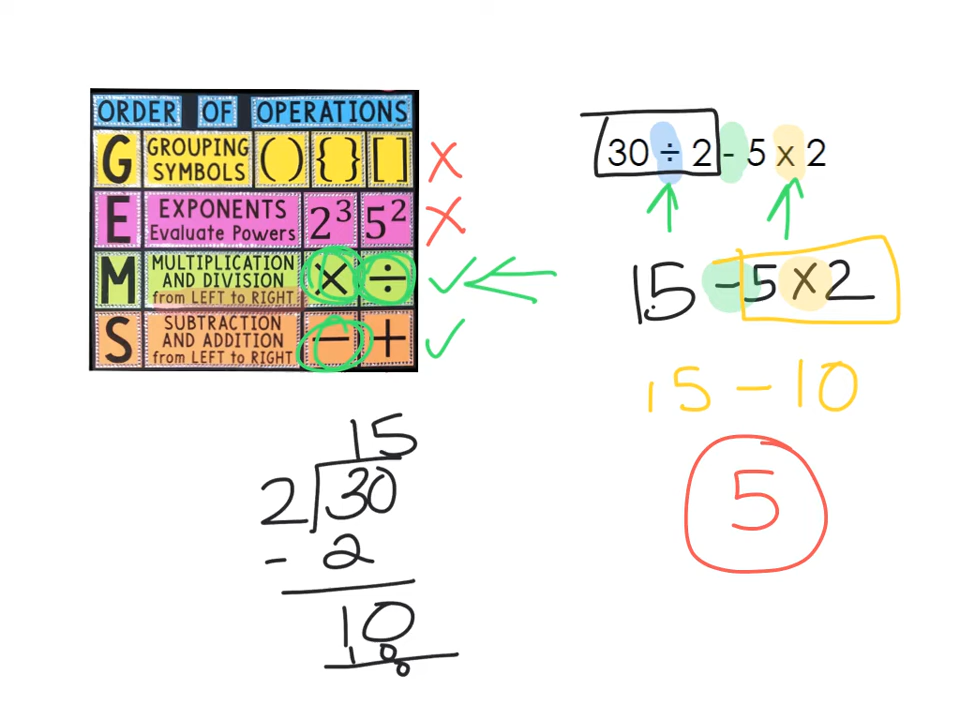 ORDER OF OPERATIONS
G GROUPING SYMBOLS ( ) { } [ ] X
E EXPONENTS Evaluate Powers 2³ 5² X
M MULTIPLICATION AND DIVISION from LEFT to RIGHT × ÷ ✓
S SUBTRACTION AND ADDITION from LEFT to RIGHT − + ✓
30 ÷ 2 - 5 x 2
15 - 5 x 2
15 - 10
5
15
2 30
- 2
10
10
0